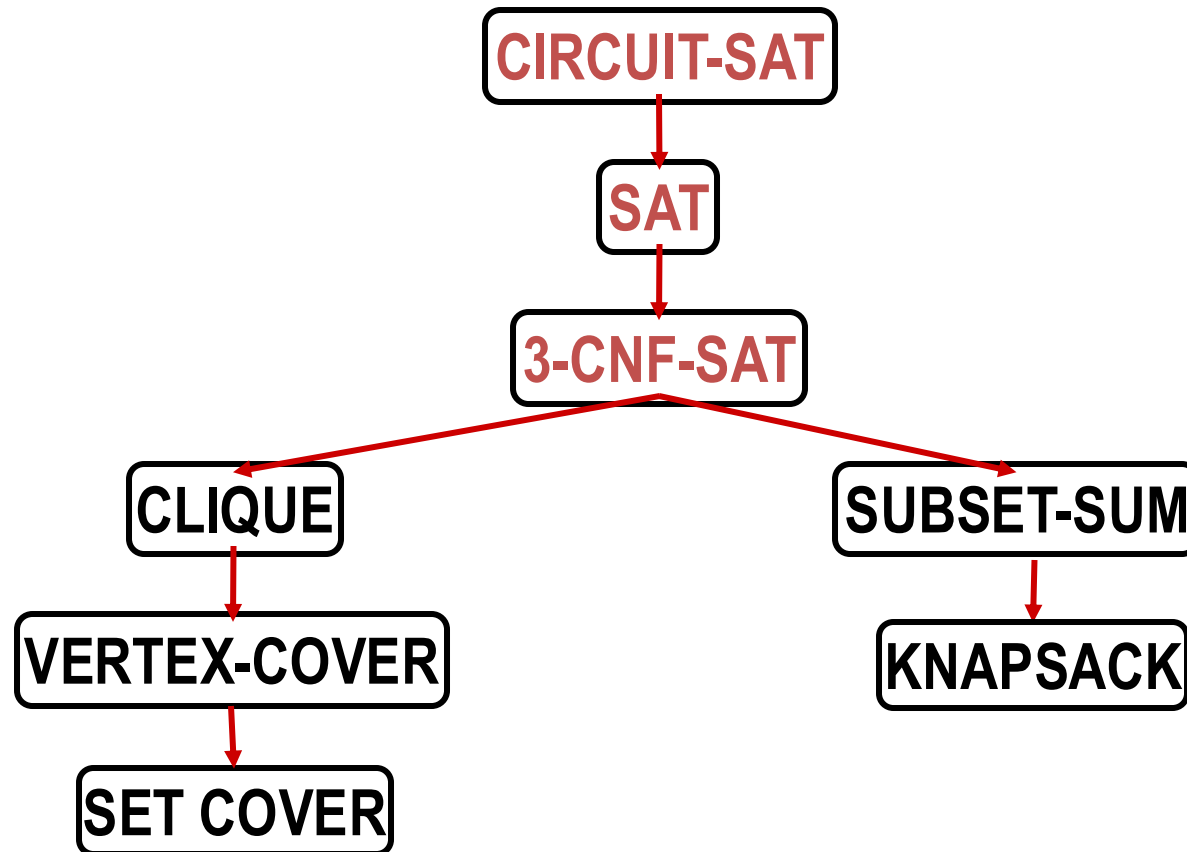 CIRCUIT-SAT
SAT
3-CNF-SAT
CLIQUE
SUBSET-SUM
VERTEX-COVER
KNAPSACK
SET COVER